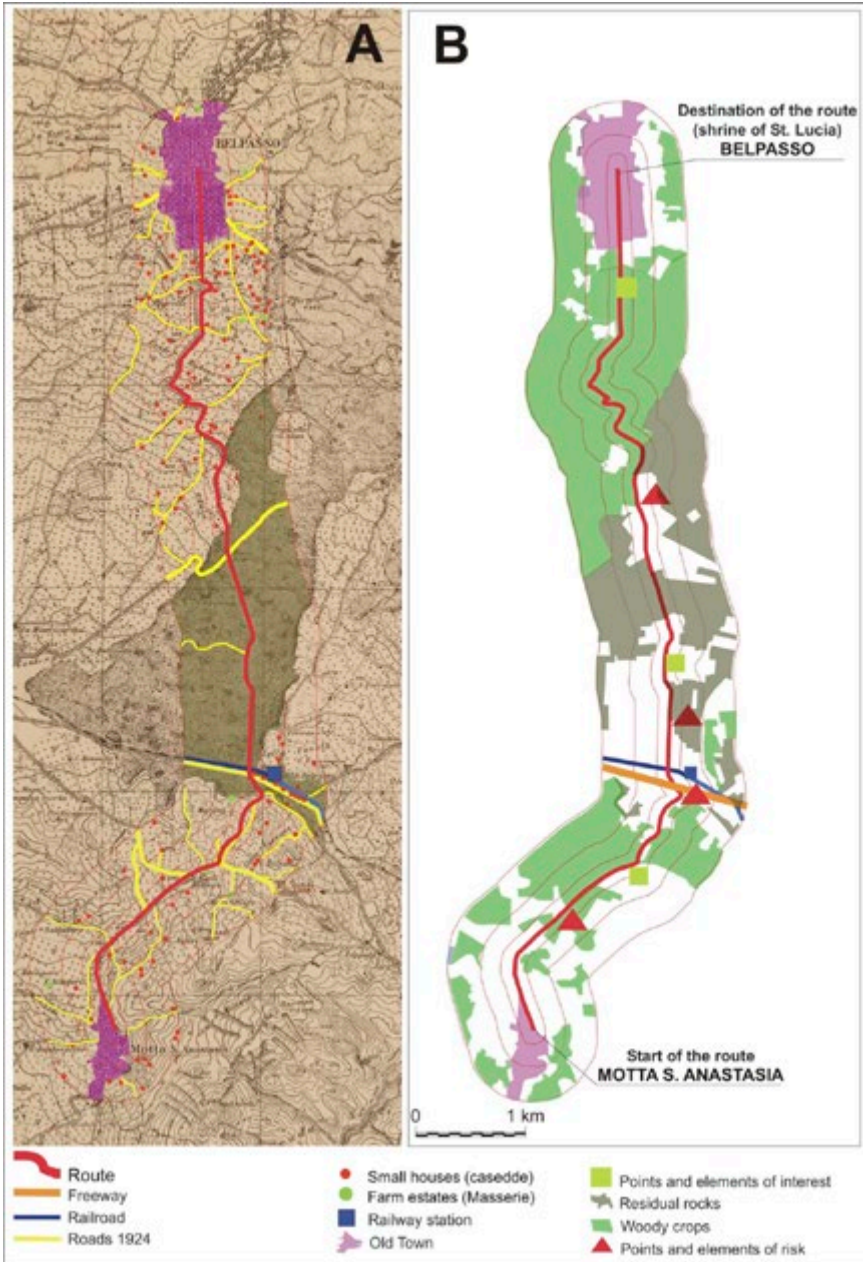 A
B
BELPASSO
Destination of the route
(shrine of St. Lucia)
BELPASSO
MOTTA S. ANASTASIA
Start of the route
MOTTA S. ANASTASIA
0 1 km
Route
Freeway
Railroad
Roads 1924
Small houses (casedde)
Farm estates (Masserie)
Railway station
Old Town
Points and elements of interest
Residual rocks
Woody crops
Points and elements of risk